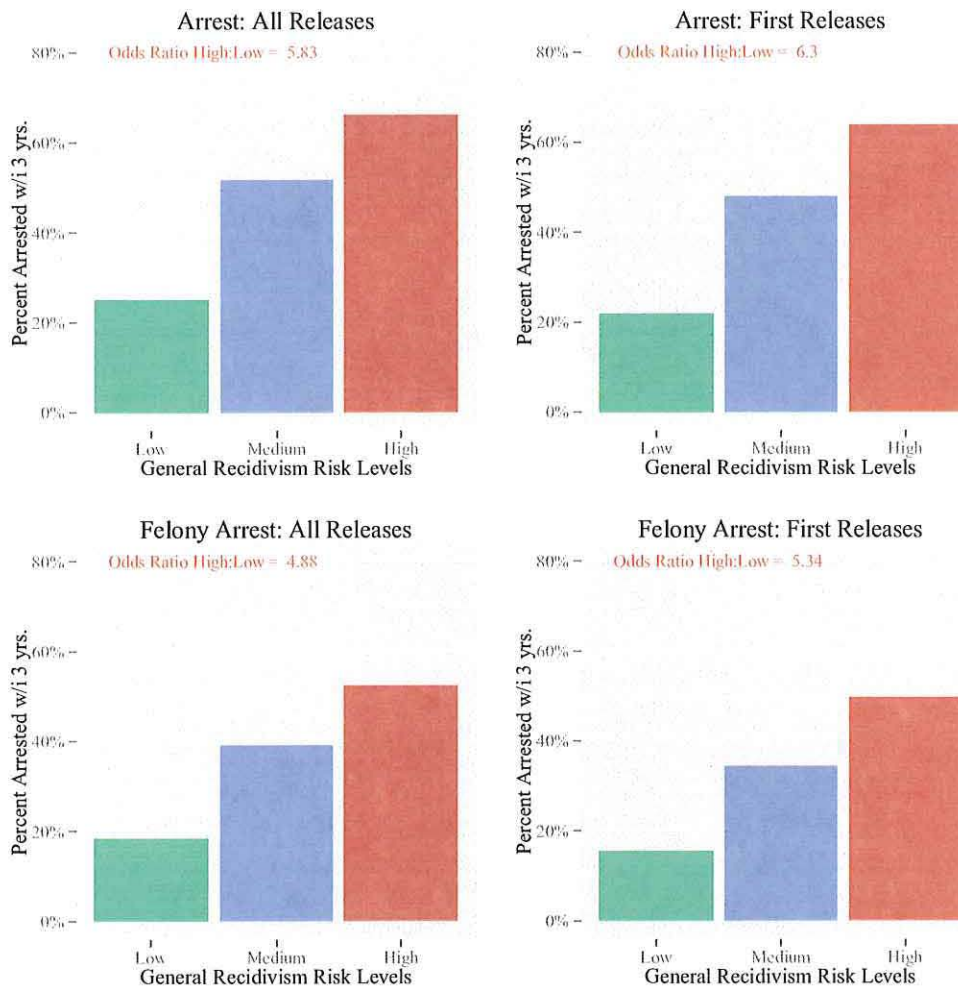 Arrest: All Releases
Odds Ratio High:Low = 5.83
80%
60%
40%
20%
0%
Percent Arrested w/i 3 yrs.
Low Medium High
General Recidivism Risk Levels
Arrest: First Releases
Odds Ratio High:Low = 6.3
80%
60%
40%
20%
0%
Percent Arrested w/i 3 yrs.
Low Medium High
General Recidivism Risk Levels
Felony Arrest: All Releases
Odds Ratio High:Low = 4.88
80%
60%
40%
20%
0%
Percent Arrested w/i 3 yrs.
Low Medium High
General Recidivism Risk Levels
Felony Arrest: First Releases
Odds Ratio High:Low = 5.34
80%
60%
40%
20%
0%
Percent Arrested w/i 3 yrs.
Low Medium High
General Recidivism Risk Levels